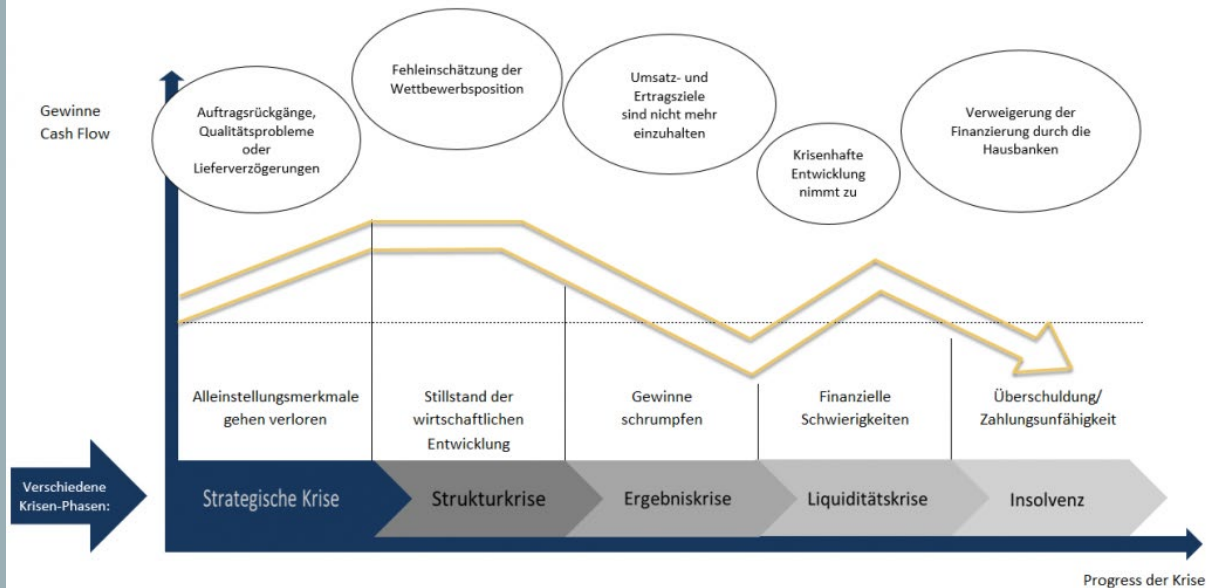 Gewinne
Cash Flow
Auftragsrückgänge,
Qualitätsprobleme
oder
Lieferverzögerungen
Fehleinschätzung der
Wettbewerbsposition
Umsatz- und
Ertragsziele
sind nicht mehr
einzuhalten
Krisenhafte
Entwicklung
nimmt zu
Verweigerung der
Finanzierung durch die
Hausbanken
Alleinstellungsmerkmale
gehen verloren
Stillstand der
wirtschaftlichen
Entwicklung
Gewinne
schrumpfen
Finanzielle
Schwierigkeiten
Überschuldung/
Zahlungsunfähigkeit
Verschiedene
Krisen-Phasen:
Strategische Krise
Strukturkrise
Ergebniskrise
Liquiditätskrise
Insolvenz
Progress der Krise